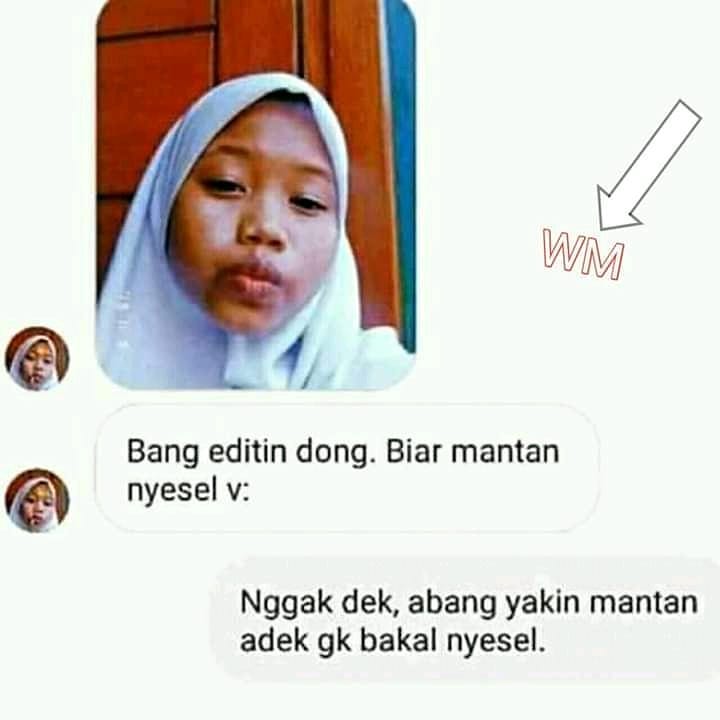 WM
Bang editin dong. Biar mantan
nyesel v:
Nggak dek, abang yakin mantan
adek gk bakal nyesel.